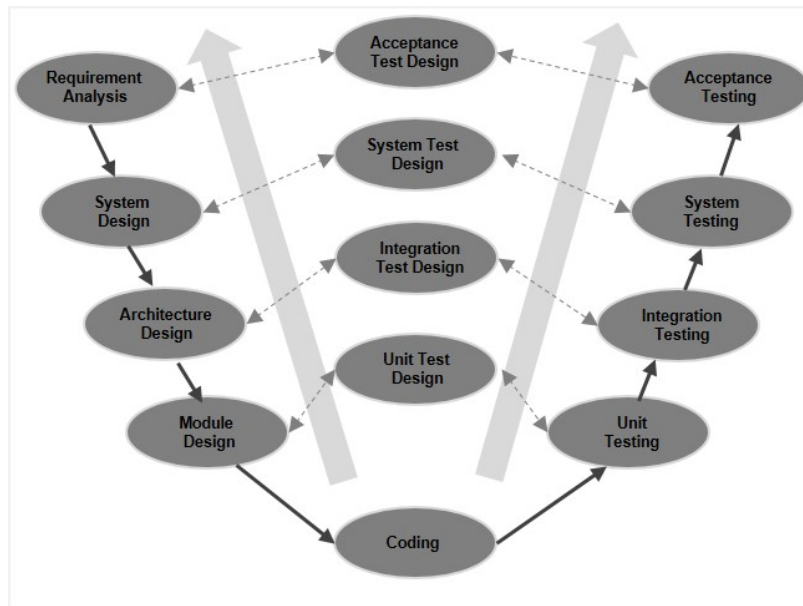 Acceptance
Test Design
Requirement
Analysis
Acceptance
Testing
System Test
Design
System
Design
System
Testing
Integration
Test Design
Architecture
Design
Integration
Testing
Unit Test
Design
Module
Design
Unit
Testing
Coding